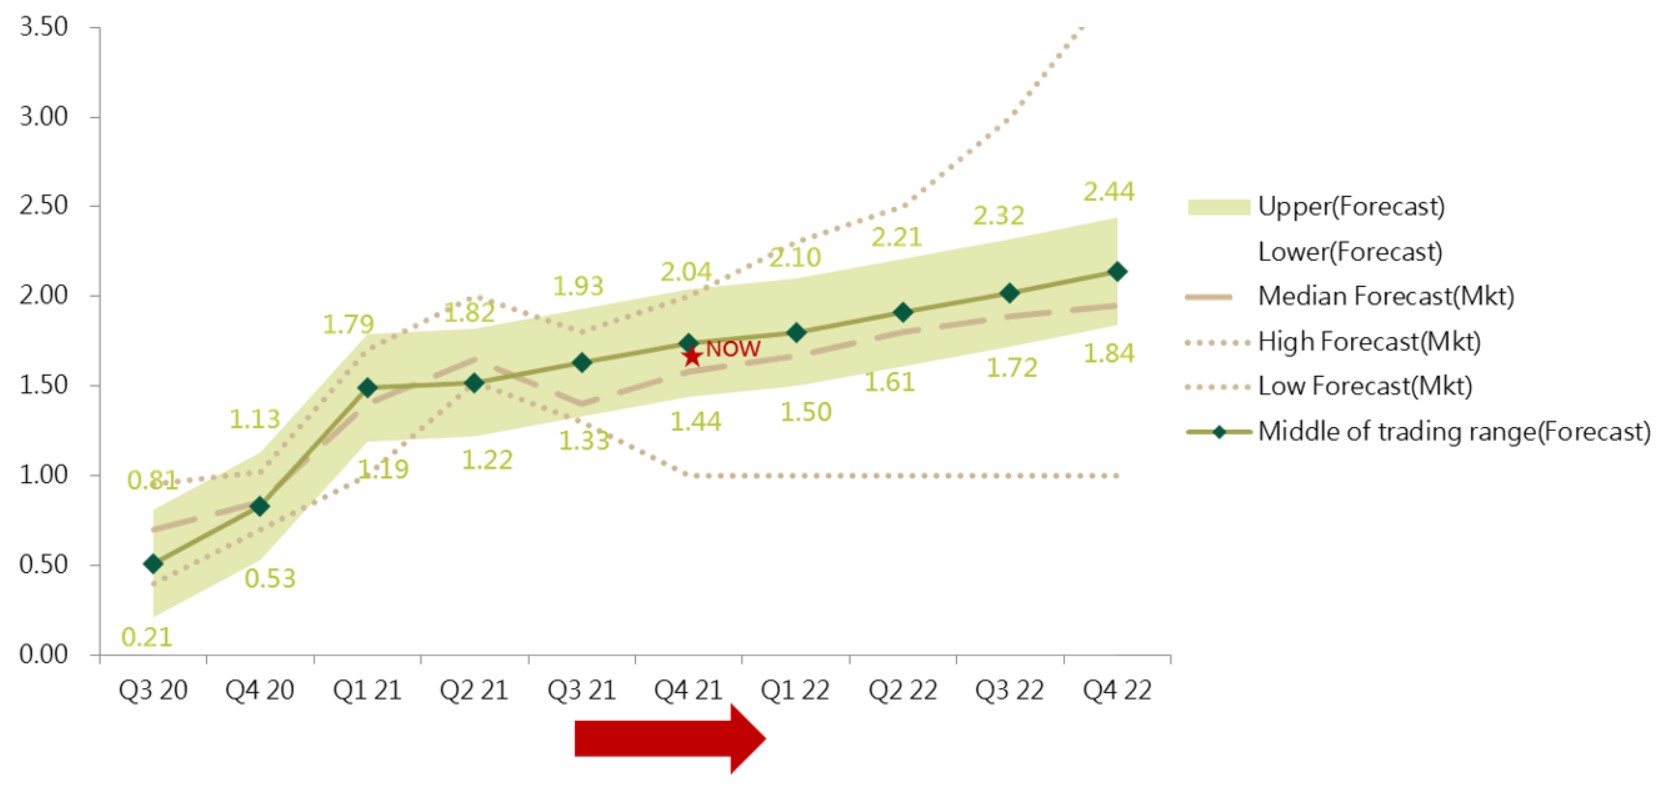 3.50
3.00
2.50
2.00
1.50
1.00
0.50
0.00
0.81
1.13
1.79
1.82
1.93
2.04
2.10
2.21
2.32
2.44
NOW
0.21
0.53
1.19
1.22
1.33
1.44
1.50
1.61
1.72
1.84
Q3 20
Q4 20
Q1 21
Q2 21
Q3 21
Q4 21
Q1 22
Q2 22
Q3 22
Q4 22
Upper(Forecast)
Lower(Forecast)
Median Forecast(Mkt)
High Forecast(Mkt)
Low Forecast(Mkt)
Middle of trading range(Forecast)